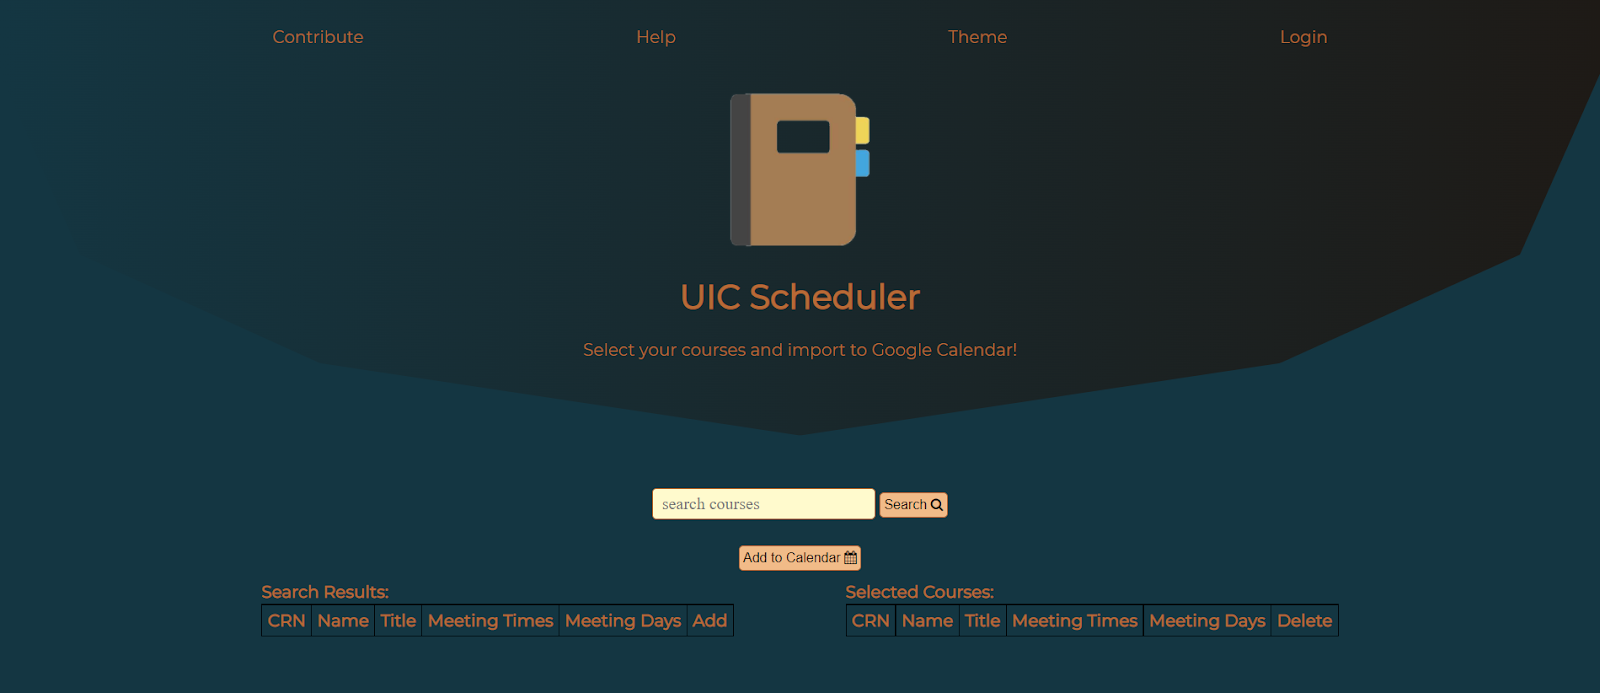 Contribute Help Theme Login
UIC Scheduler
Select your courses and import to Google Calendar!
search courses Search
Add to Calendar
Search Results: Selected Courses:
CRN Name Title Meeting Times Meeting Days Add CRN Name Title Meeting Times Meeting Days Delete